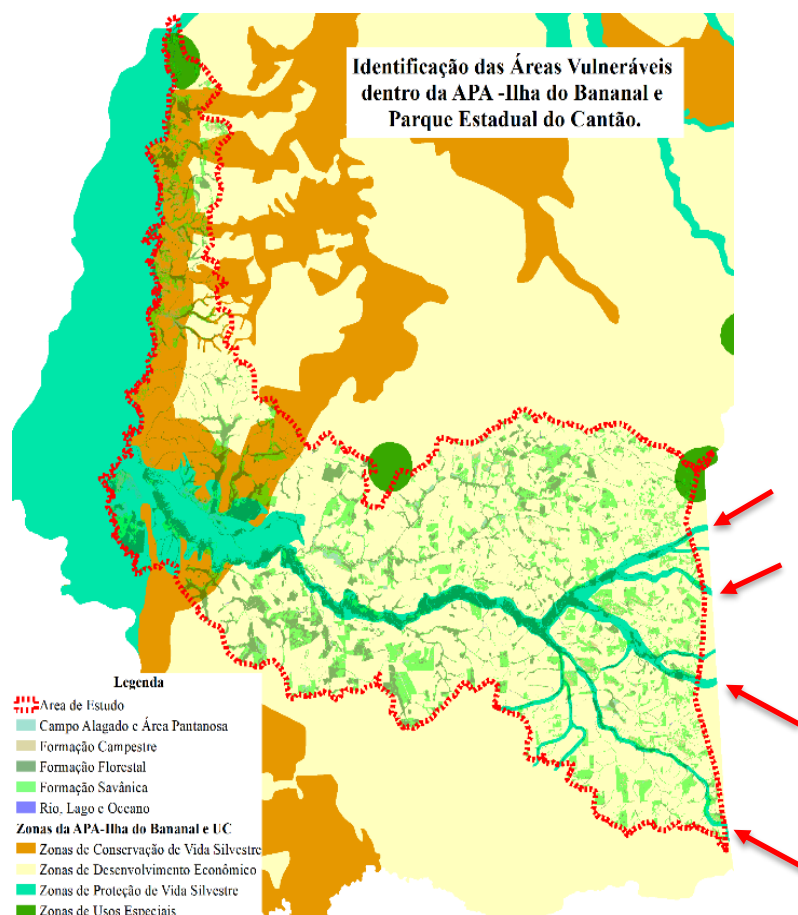 Identificação das Áreas Vulneráveis
dentro da APA -Ilha do Bananal e
Parque Estadual do Cantão.
Legenda
Área de Estudo
Campo Alagado e Área Pantanosa
Formação Campestre
Formação Florestal
Formação Savânica
Rio, Lago e Oceano
Zonas da APA-Ilha do Bananal e UC
Zonas de Conservação de Vida Silvestre
Zonas de Desenvolvimento Econômico
Zonas de Proteção de Vida Silvestre
Zonas de Usos Especiais